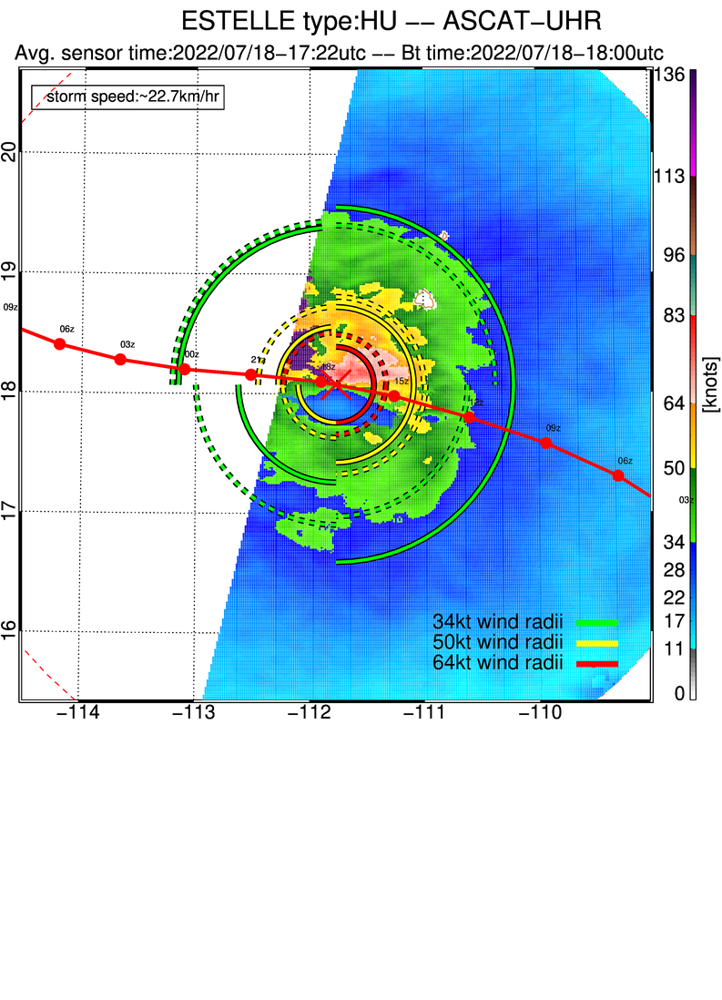 ESTELLE type:HU −− ASCAT−UHR
Avg. sensor time:2022/07/18−17:22utc −− Bt time:2022/07/18−18:00utc
storm speed:~22.7km/hr
136
113
96
83
64
50
34
28
22
17
11
0
[knots]
20
19
18
17
16
09z
06z
03z
00z
21z
18z
15z
12z
09z
06z
03z
34kt wind radii
50kt wind radii
64kt wind radii
−114
−113
−112
−111
−110